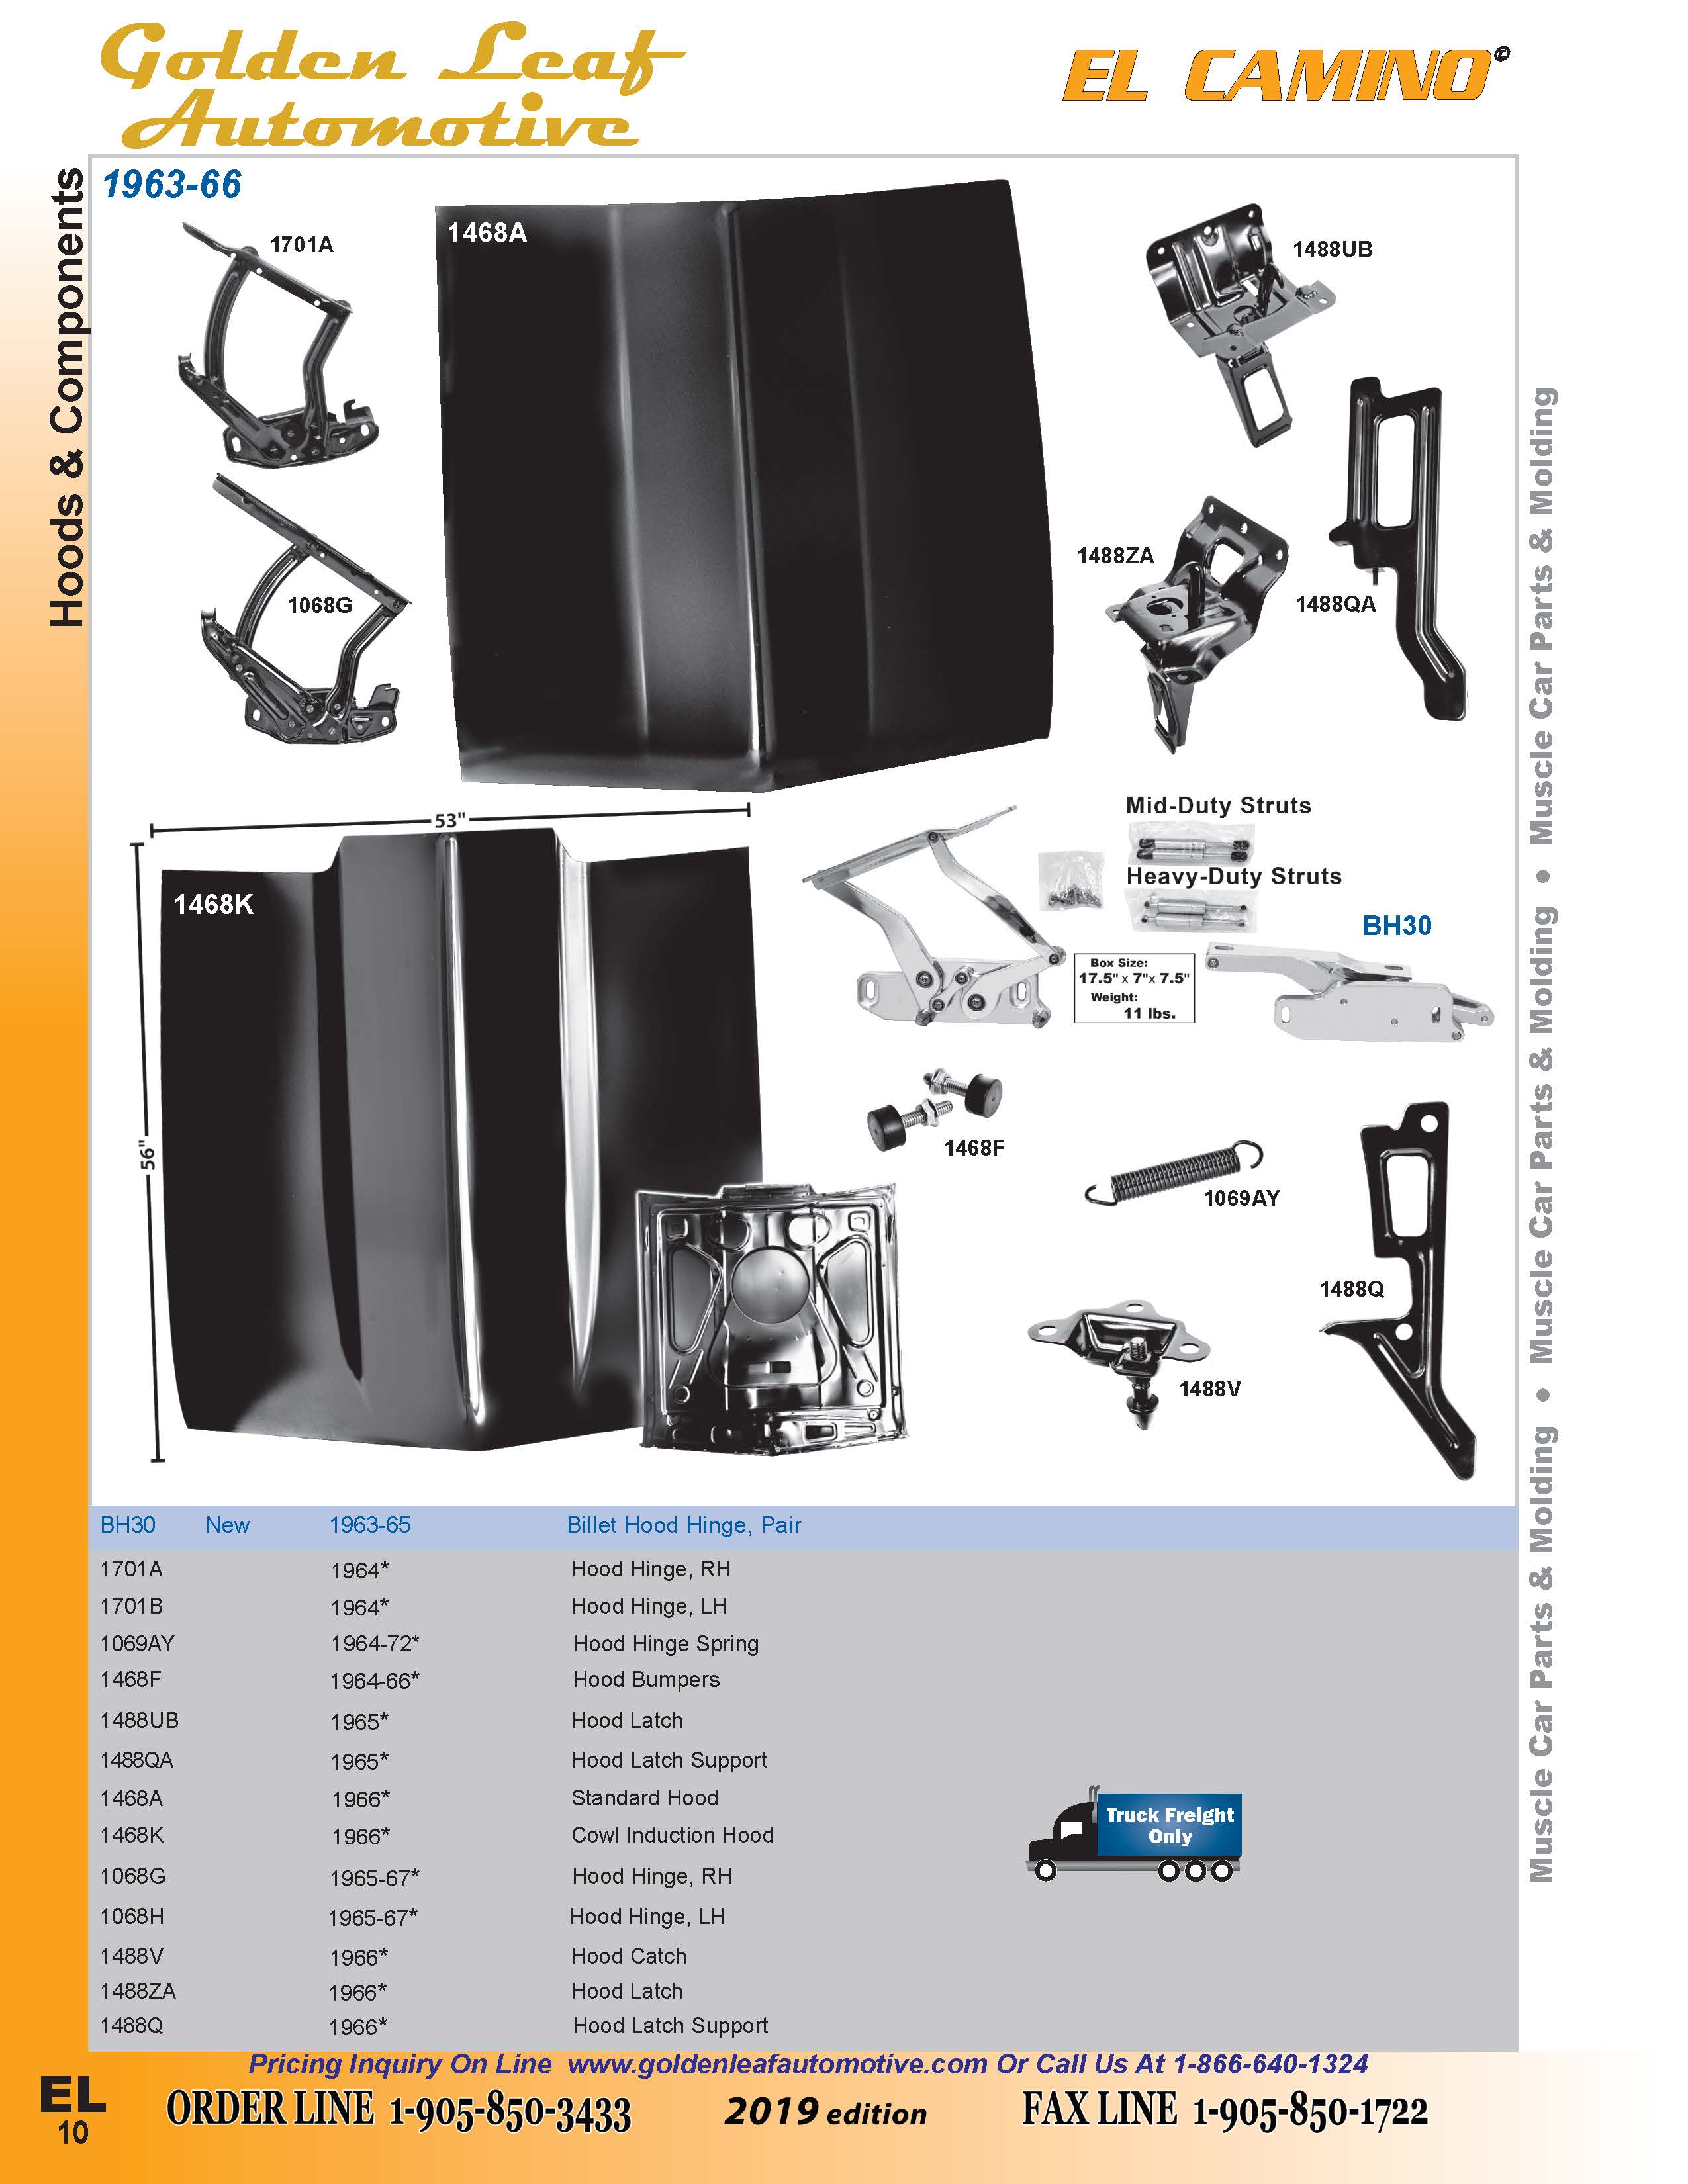 Golden Leaf
Automotive
EL CAMINO©
Hoods & Components
1963-66
1701A
1468A
1488UB
1068G
1488ZA
1488QA
53"
1468K
56"
Mid-Duty Struts
Heavy-Duty Struts
BH30
Box Size:
17.5" x 7"x 7.5"
Weight:
11 lbs.
1468F
1069AY
1488Q
1488V
Muscle Car Parts & Molding • Muscle Car Parts & Molding • Muscle Car Parts & Molding
BH30 New 1963-65 Billet Hood Hinge, Pair
1701A 1964* Hood Hinge, RH
1701B 1964* Hood Hinge, LH
1069AY 1964-72* Hood Hinge Spring
1468F 1964-66* Hood Bumpers
1488UB 1965* Hood Latch
1488QA 1965* Hood Latch Support
1468A 1966* Standard Hood
1468K 1966* Cowl Induction Hood
1068G 1965-67* Hood Hinge, RH
1068H 1965-67* Hood Hinge, LH
1488V 1966* Hood Catch
1488ZA 1966* Hood Latch
1488Q 1966* Hood Latch Support
Truck Freight
Only
Pricing Inquiry On Line www.goldenleafautomotive.com Or Call Us At 1-866-640-1324
EL
10
ORDER LINE 1-905-850-3433 2019 edition FAX LINE 1-905-850-1722